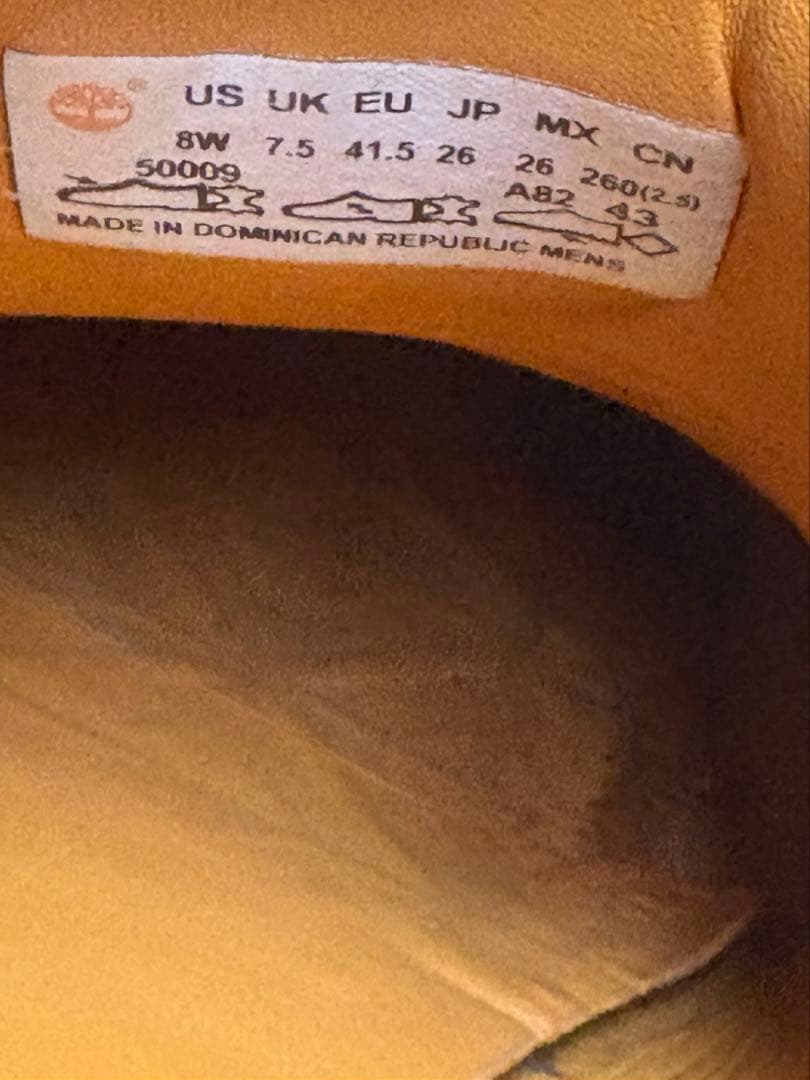 US UK EU JP MX CN
8W 7.5 41.5 26 26 260(2.5)
50009 A82 43
MADE IN DOMINICAN REPUBLIC MENS